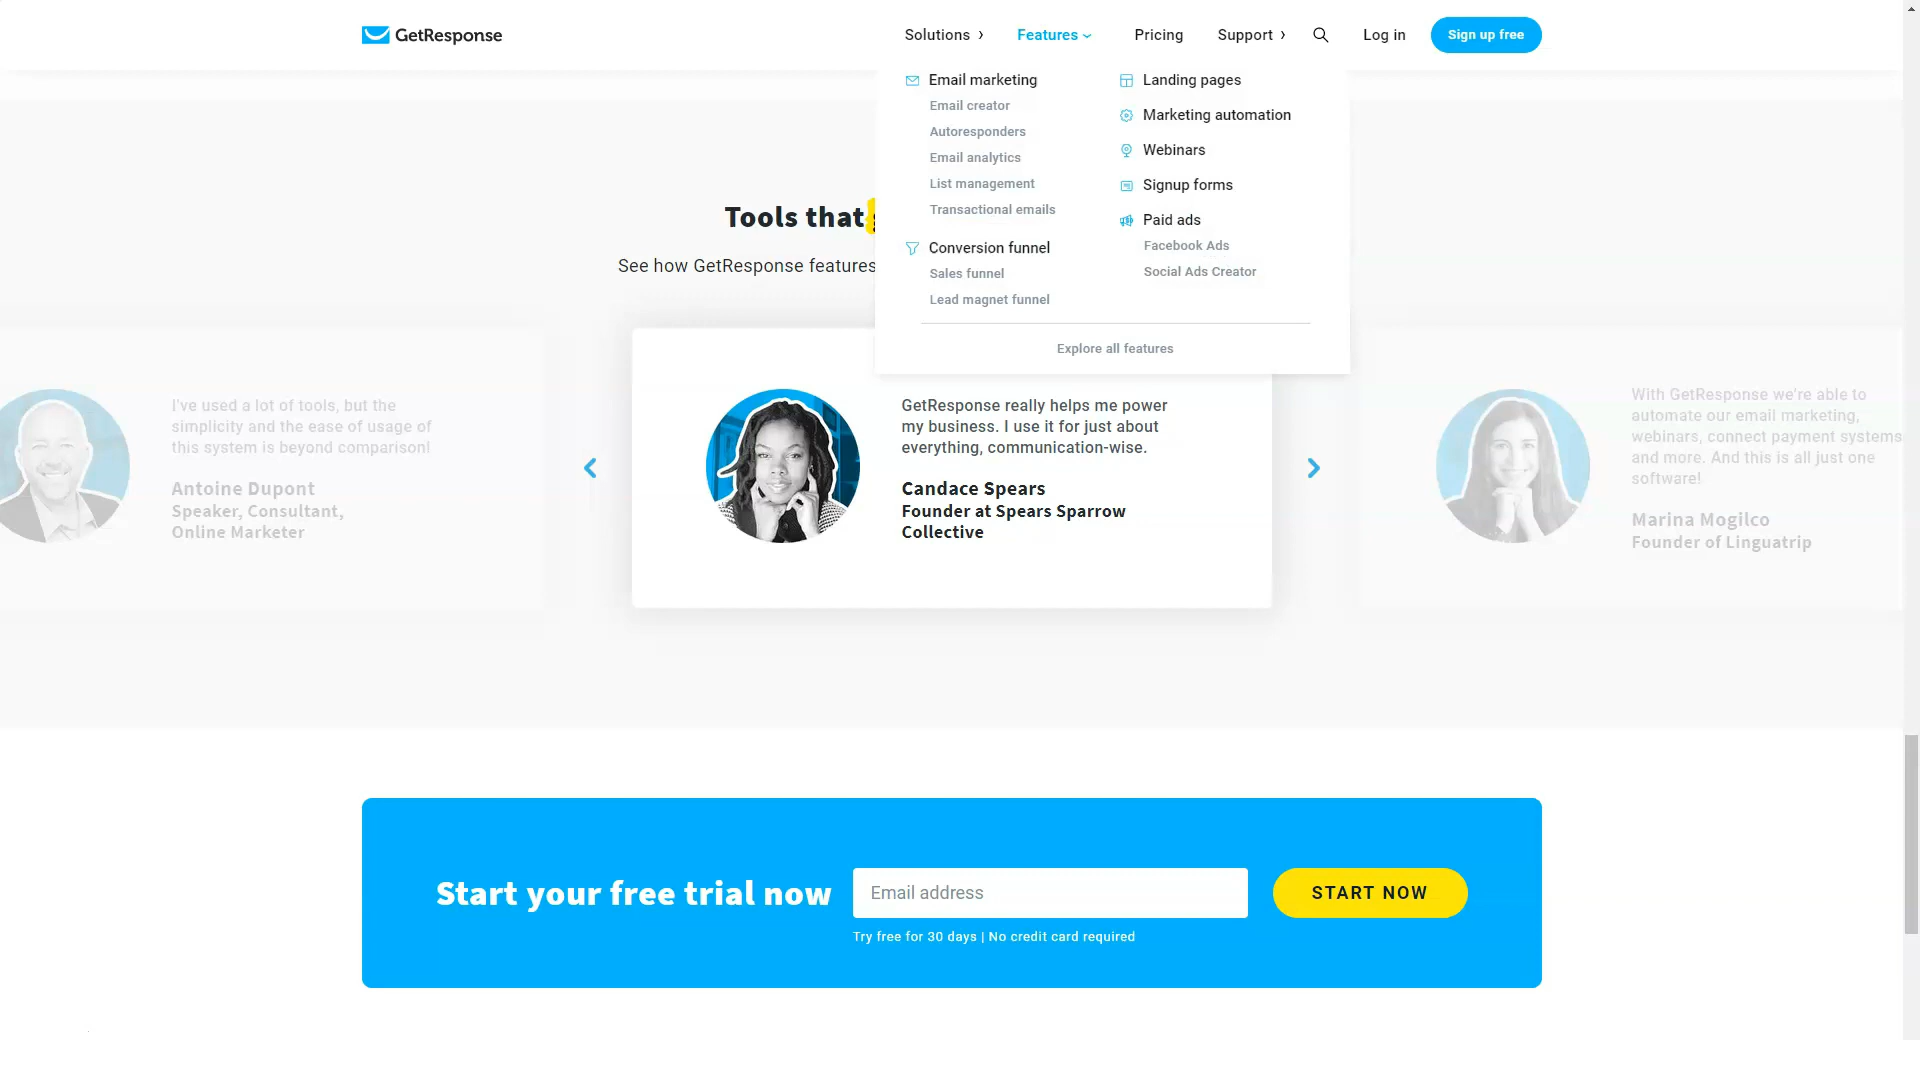 GetResponse
Solutions
Features
Pricing
Support
Log in
Sign up free
Email marketing
Email creator
Autoresponders
Email analytics
List management
Transactional emails
Conversion funnel
Sales funnel
Lead magnet funnel
Landing pages
Marketing automation
Webinars
Signup forms
Paid ads
Facebook Ads
Social Ads Creator
Explore all features
Tools that
See how GetResponse features
I've used a lot of tools, but the
simplicity and the ease of usage of
this system is beyond comparison!
Antoine Dupont
Speaker, Consultant,
Online Marketer
GetResponse really helps me power
my business. I use it for just about
everything, communication-wise.
Candace Spears
Founder at Spears Sparrow
Collective
With GetResponse we're able to
automate our email marketing,
webinars, connect payment systems
and more. And this is all just one
software!
Marina Mogilco
Founder of Linguatrip
Start your free trial now
Email address
START NOW
Try free for 30 days | No credit card required